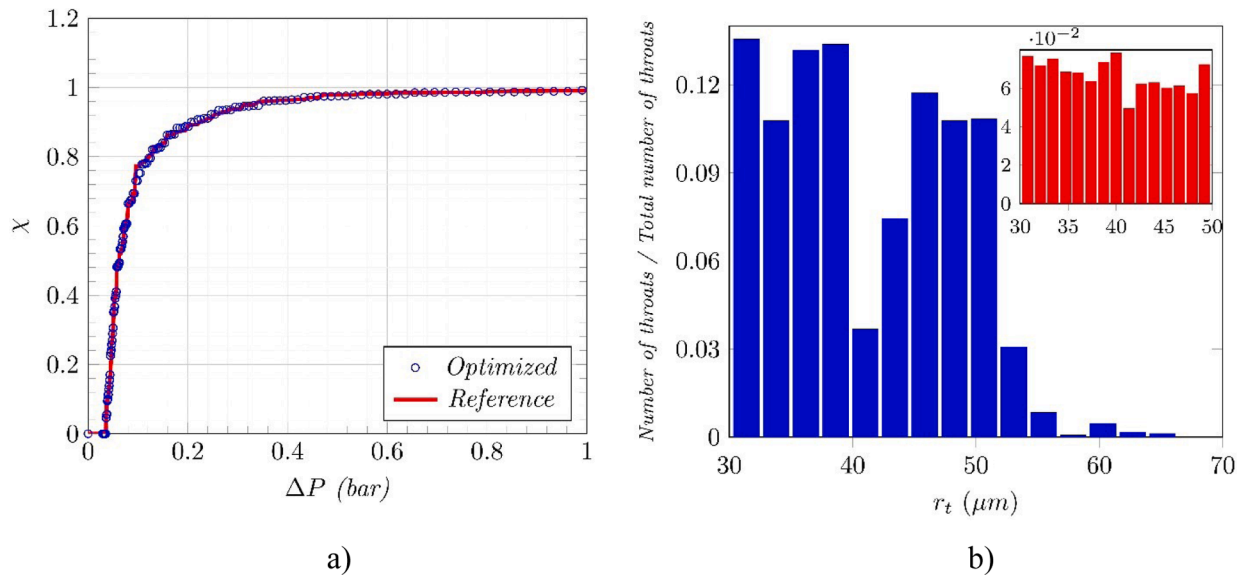 1.2
1
0.8
0.6
0.4
0.2
0
χ
0 0.2 0.4 0.6 0.8 1
ΔP (bar)
Optimized
Reference
a)
Number of throats / Total number of throats
0.12
0.09
0.06
0.03
0
30 40 50 60 70
r_t (μm)
·10⁻²
6
4
2
0
30 35 40 45 50
b)